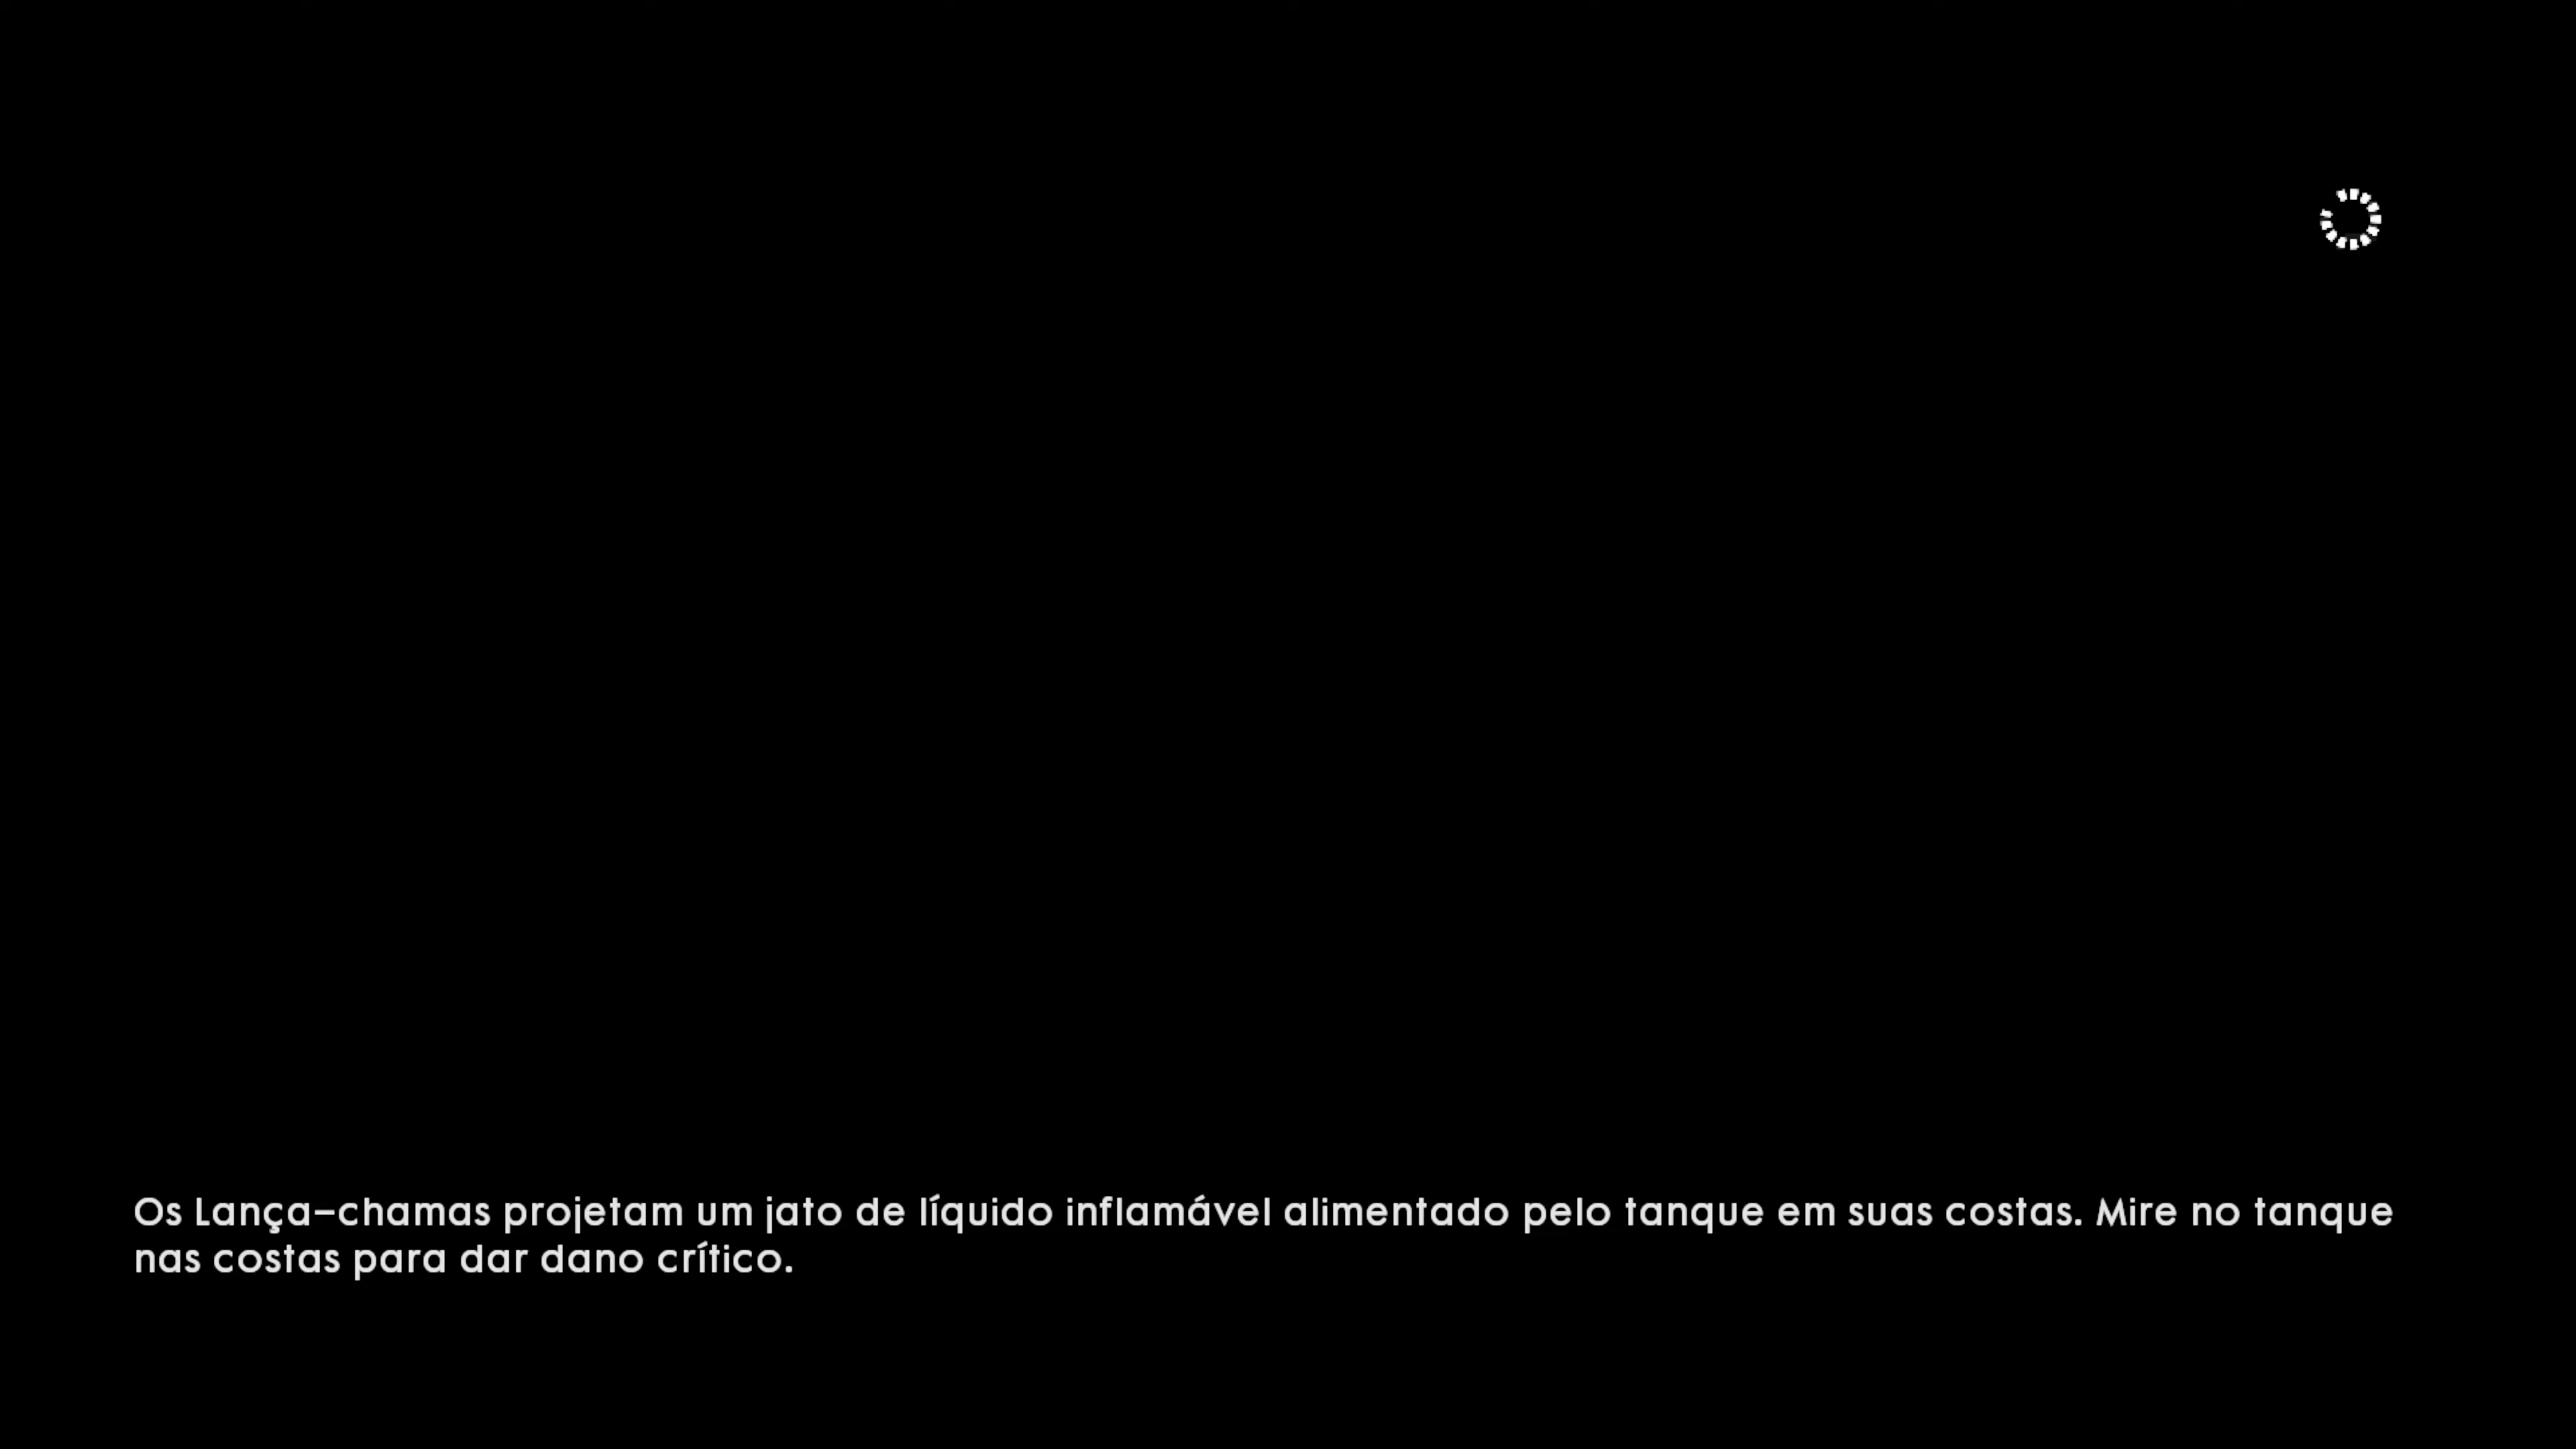 Os Lança-chamas projetam um jato de líquido inflamável alimentado pelo tanque em suas costas. Mire no tanque
nas costas para dar dano crítico.